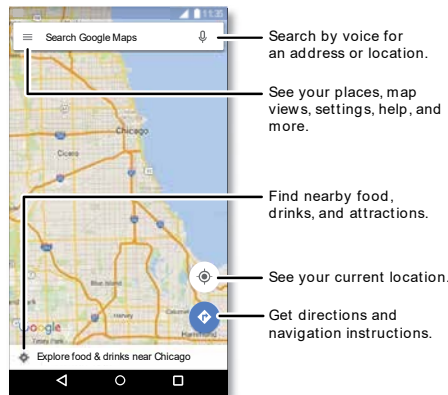 11:35
Search Google Maps
Search by voice for
an address or location.
See your places, map
views, settings, help, and
more.
Chicago
Cicero
Find nearby food,
drinks, and attractions.
See your current location.
Blue Island
Harvey
Get directions and
navigation instructions.
Google
Tinley Park
Explore food & drinks near Chicago